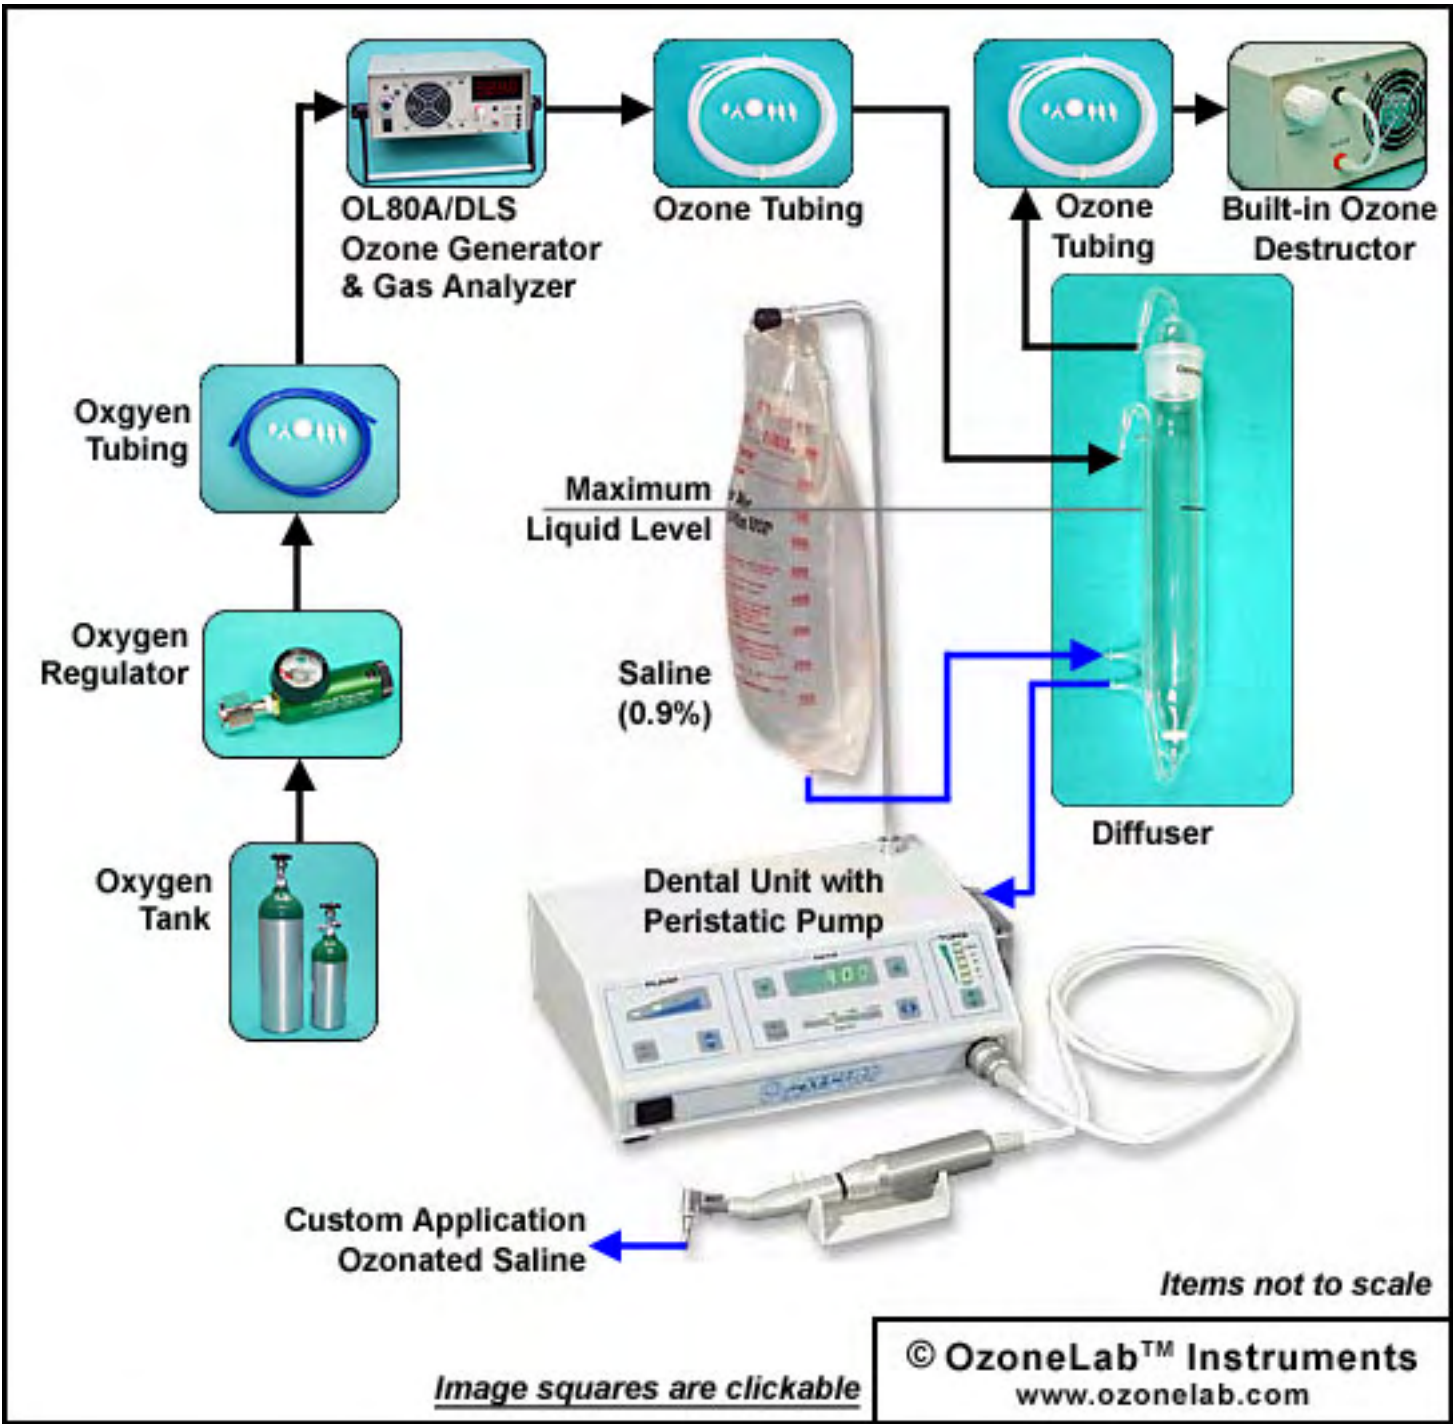 OL80A/DLS
Ozone Generator
& Gas Analyzer
Ozone Tubing
Ozone
Tubing
Built-in Ozone
Destructor
Oxgyen
Tubing
Maximum
Liquid Level
Oxygen
Regulator
Saline
(0.9%)
Diffuser
Oxygen
Tank
Dental Unit with
Peristatic Pump
900
Custom Application
Ozonated Saline
Items not to scale
© OzoneLab™ Instruments
www.ozonelab.com
Image squares are clickable